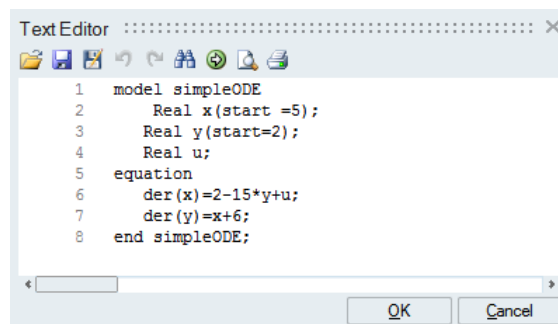 Text Editor
1 model simpleODE
2 Real x(start =5);
3 Real y(start=2);
4 Real u;
5 equation
6 der(x)=2-15*y+u;
7 der(y)=x+6;
8 end simpleODE;
OK Cancel